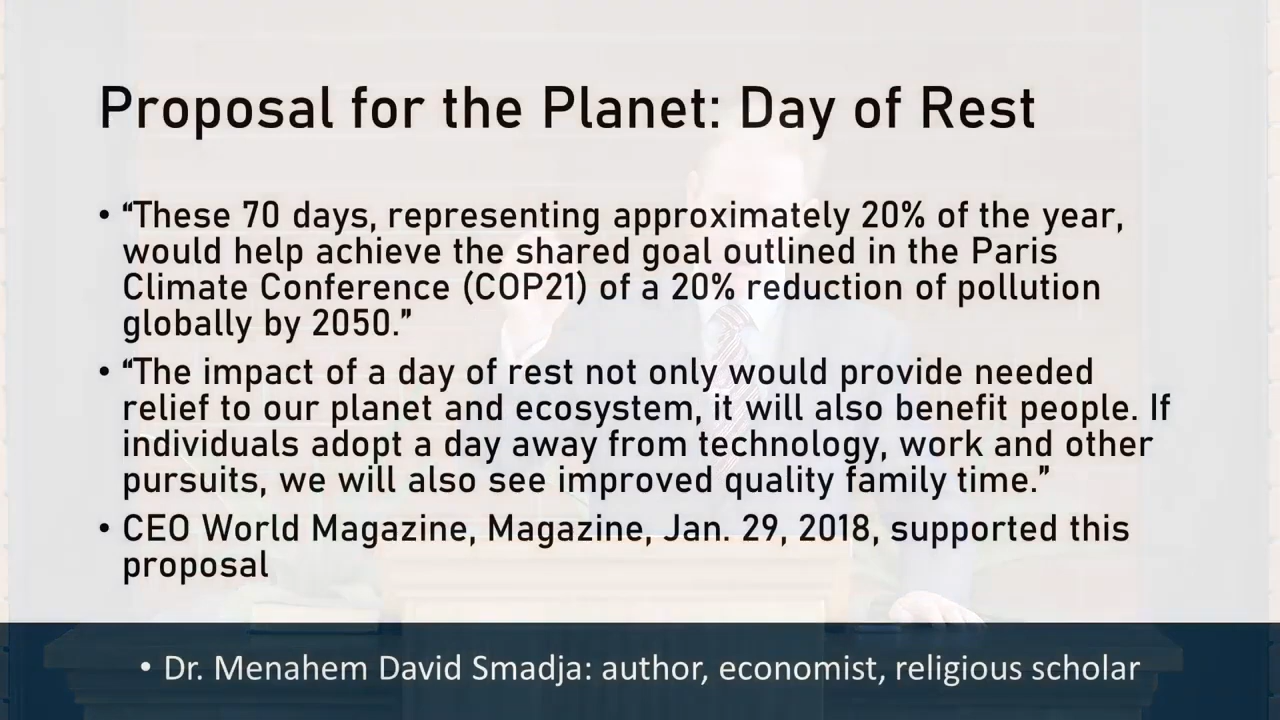 Proposal for the Planet: Day of Rest
• “These 70 days, representing approximately 20% of the year,
would help achieve the shared goal outlined in the Paris
Climate Conference (COP21) of a 20% reduction of pollution
globally by 2050.”
• “The impact of a day of rest not only would provide needed
relief to our planet and ecosystem, it will also benefit people. If
individuals adopt a day away from technology, work and other
pursuits, we will also see improved quality family time.”
• CEO World Magazine, Magazine, Jan. 29, 2018, supported this
proposal
• Dr. Menahem David Smadja: author, economist, religious scholar